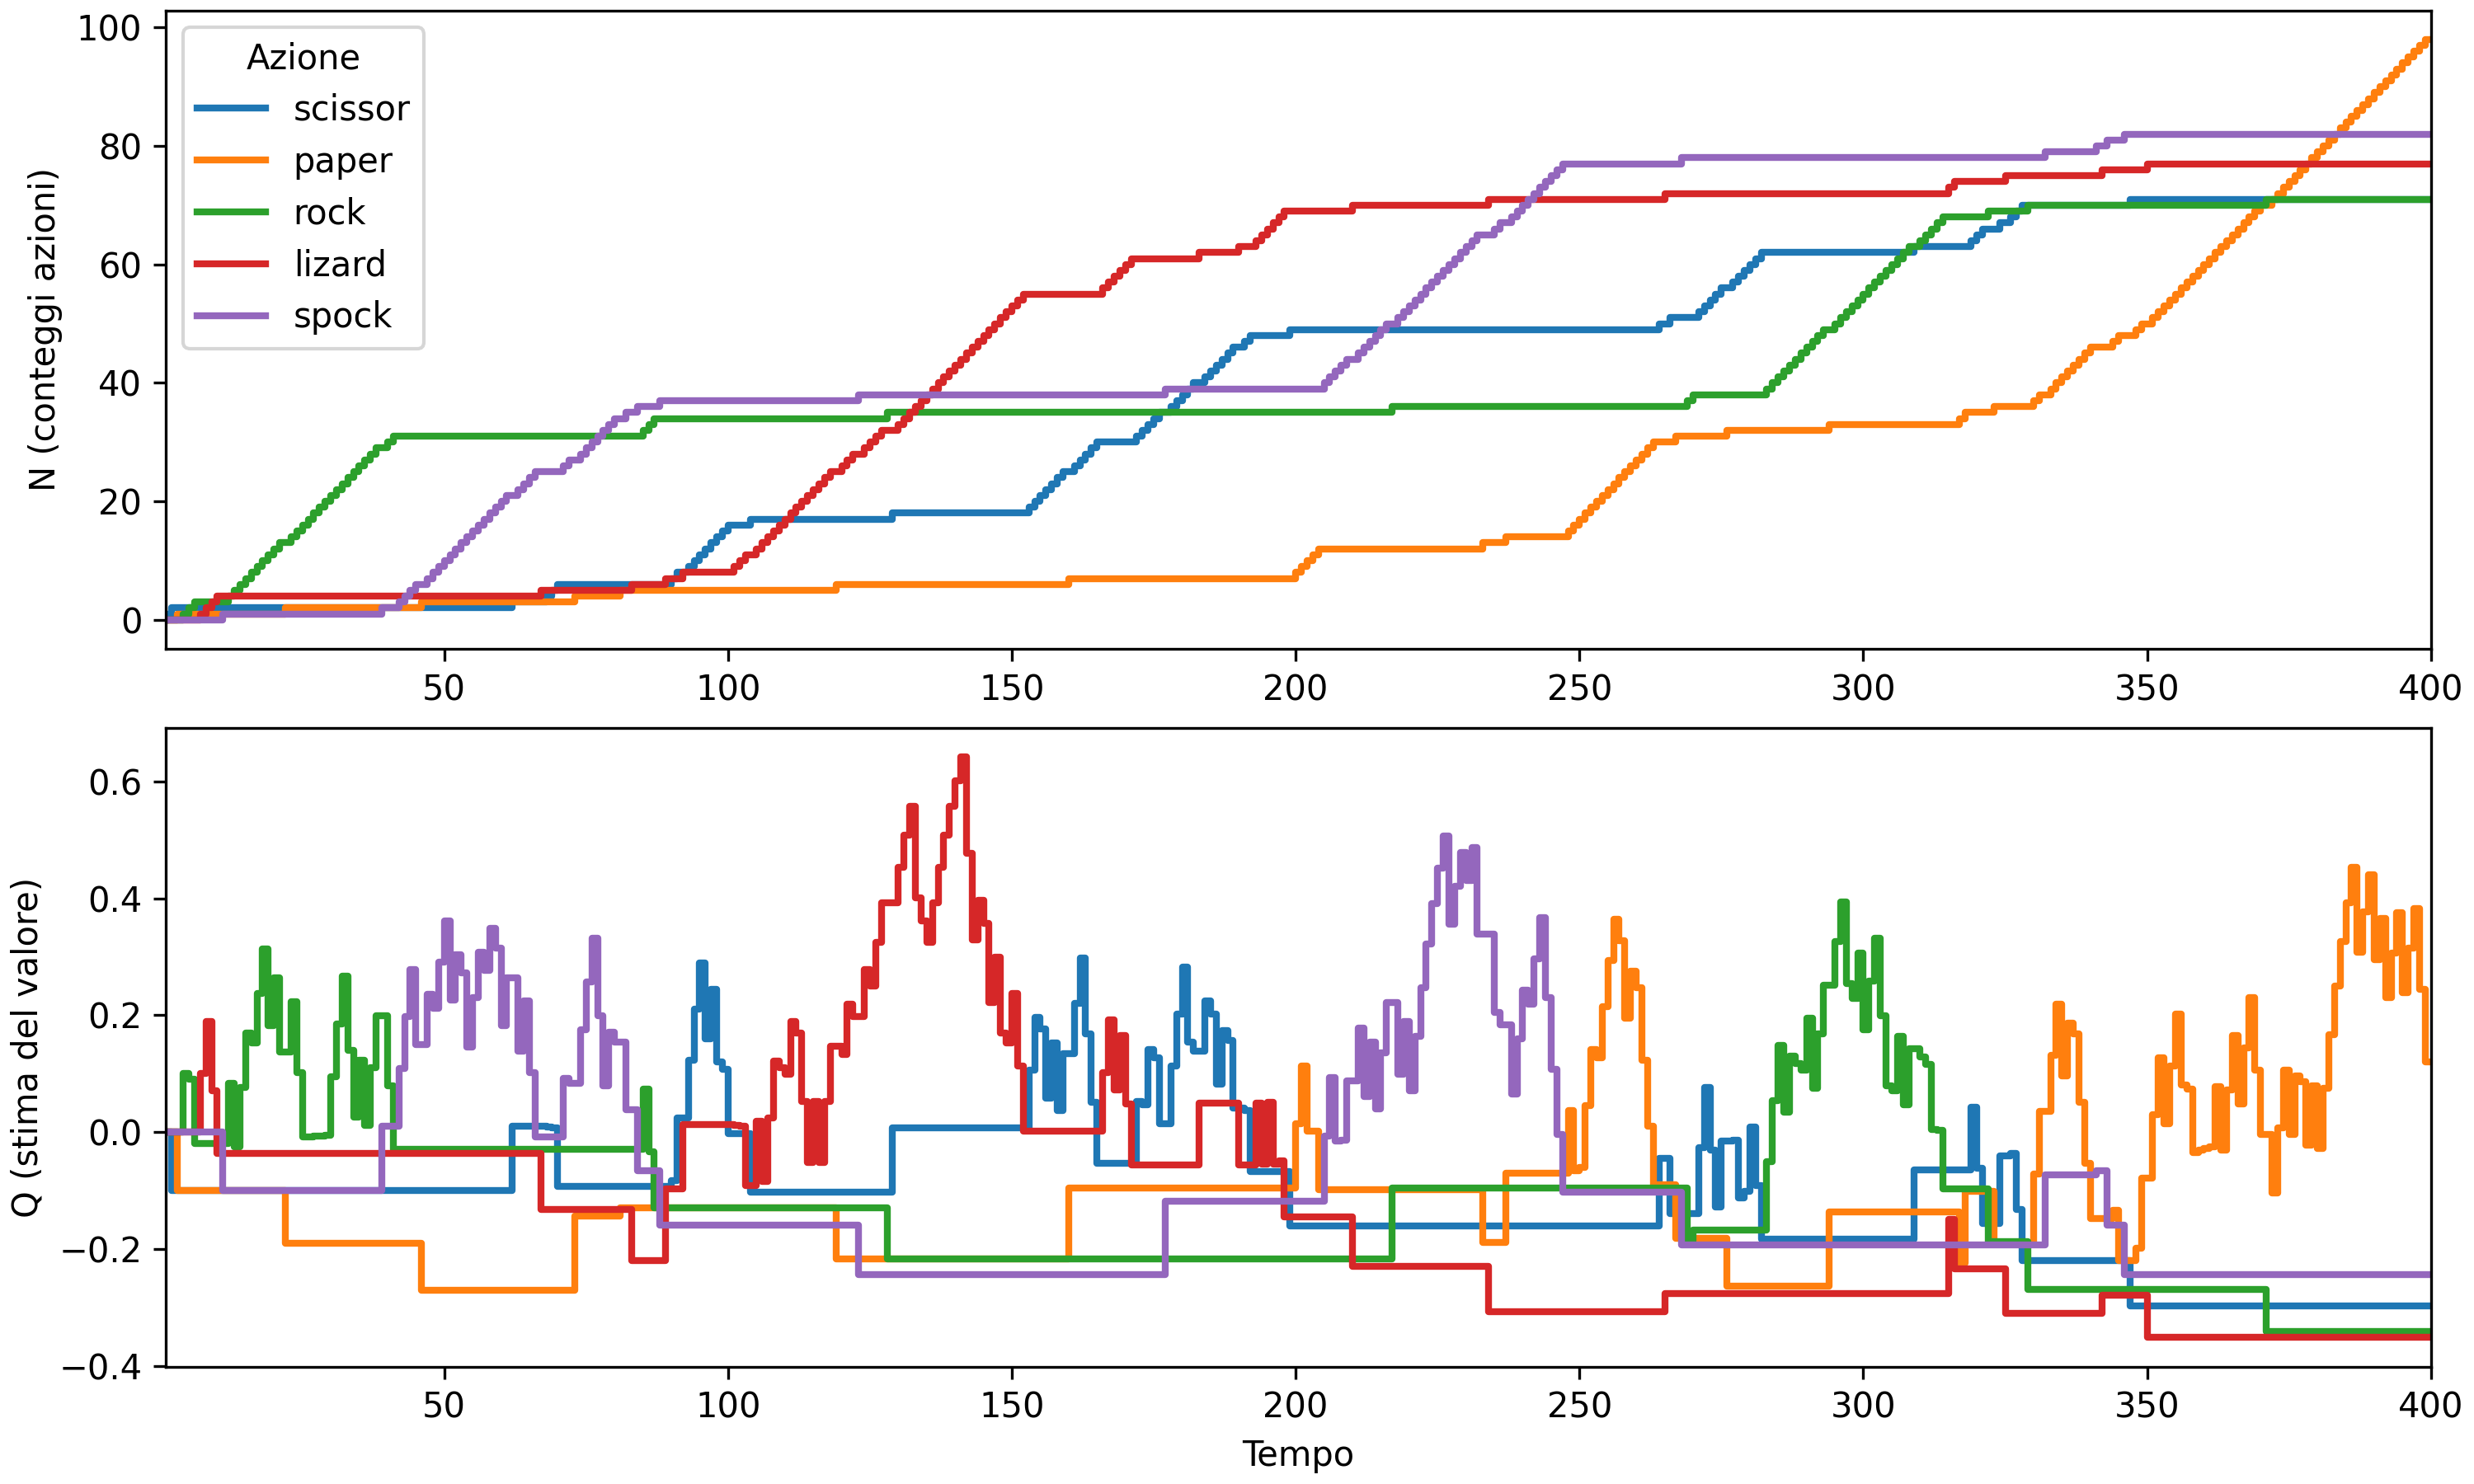 100
80
60
40
20
0
N (conteggi azioni)
Azione
scissor
paper
rock
lizard
spock
50 100 150 200 250 300 350 400
0.6
0.4
0.2
0.0
−0.2
−0.4
Q (stima del valore)
50 100 150 200 250 300 350 400
Tempo